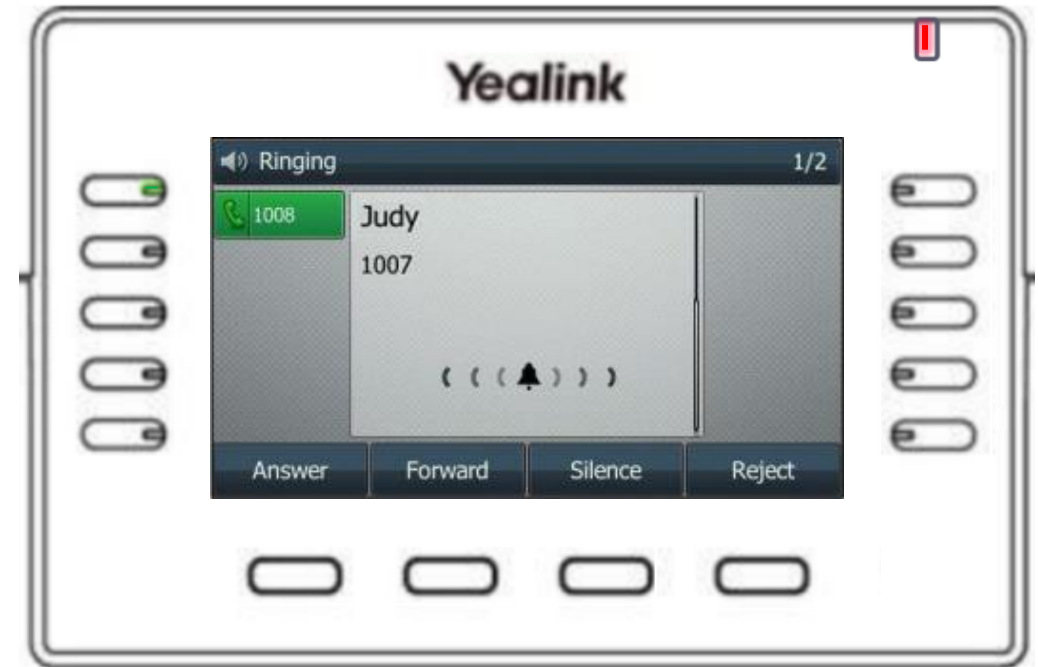 Yealink
Ringing 1/2
1008
Judy
1007
Answer Forward Silence Reject